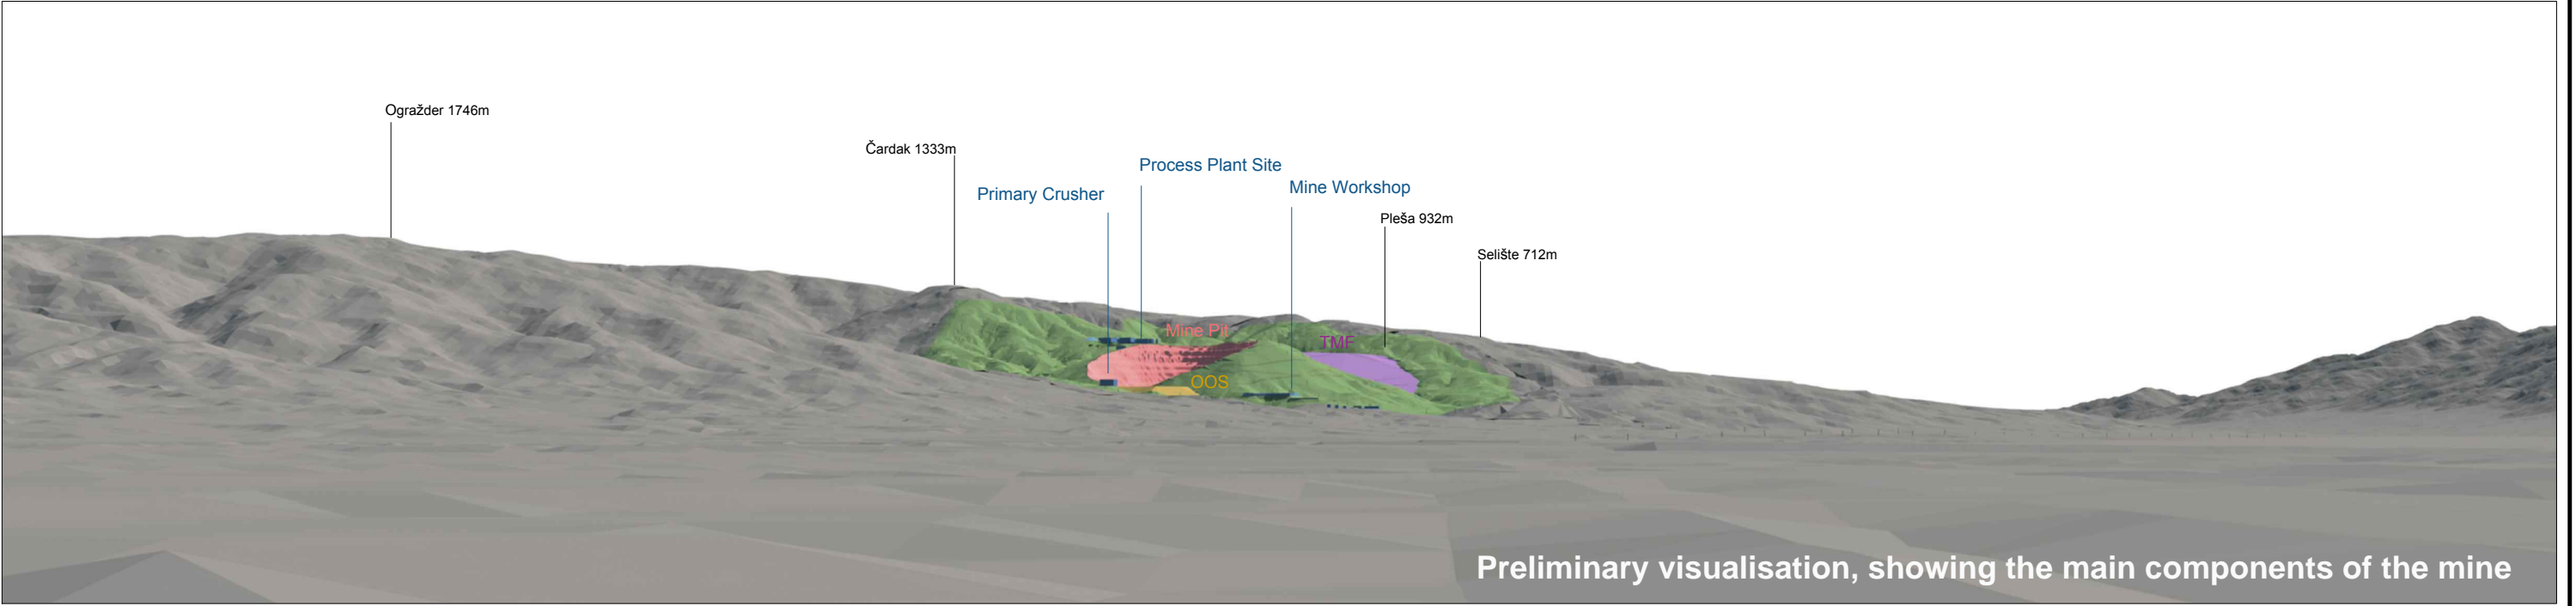 Ogražder 1746m
Čardak 1333m
Process Plant Site
Primary Crusher
Mine Workshop
Pleša 932m
Selište 712m
Mine Pit
TMF
OOS
Preliminary visualisation, showing the main components of the mine